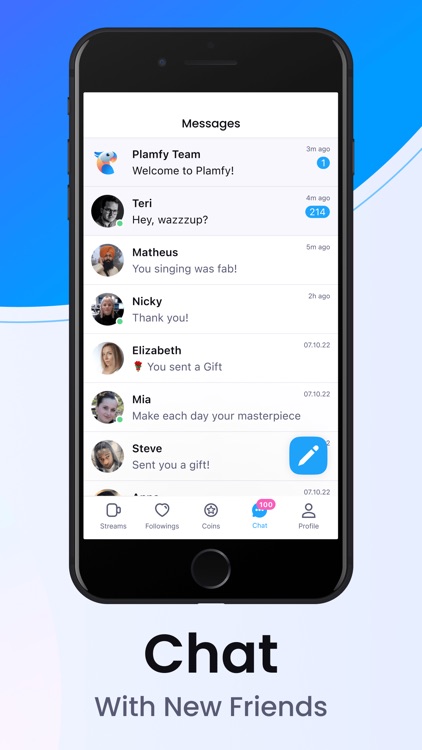 Messages
Plamfy Team
3m ago
Welcome to Plamfy!
1
Teri
4m ago
Hey, wazzzup?
214
Matheus
5m ago
You singing was fab!
Nicky
2h ago
Thank you!
Elizabeth
07.10.22
You sent a Gift
Mia
07.10.22
Make each day your masterpiece
Steve
Sent you a gift!
07.10.22
100
Streams
Followings
Coins
Chat
Profile
Chat
With New Friends